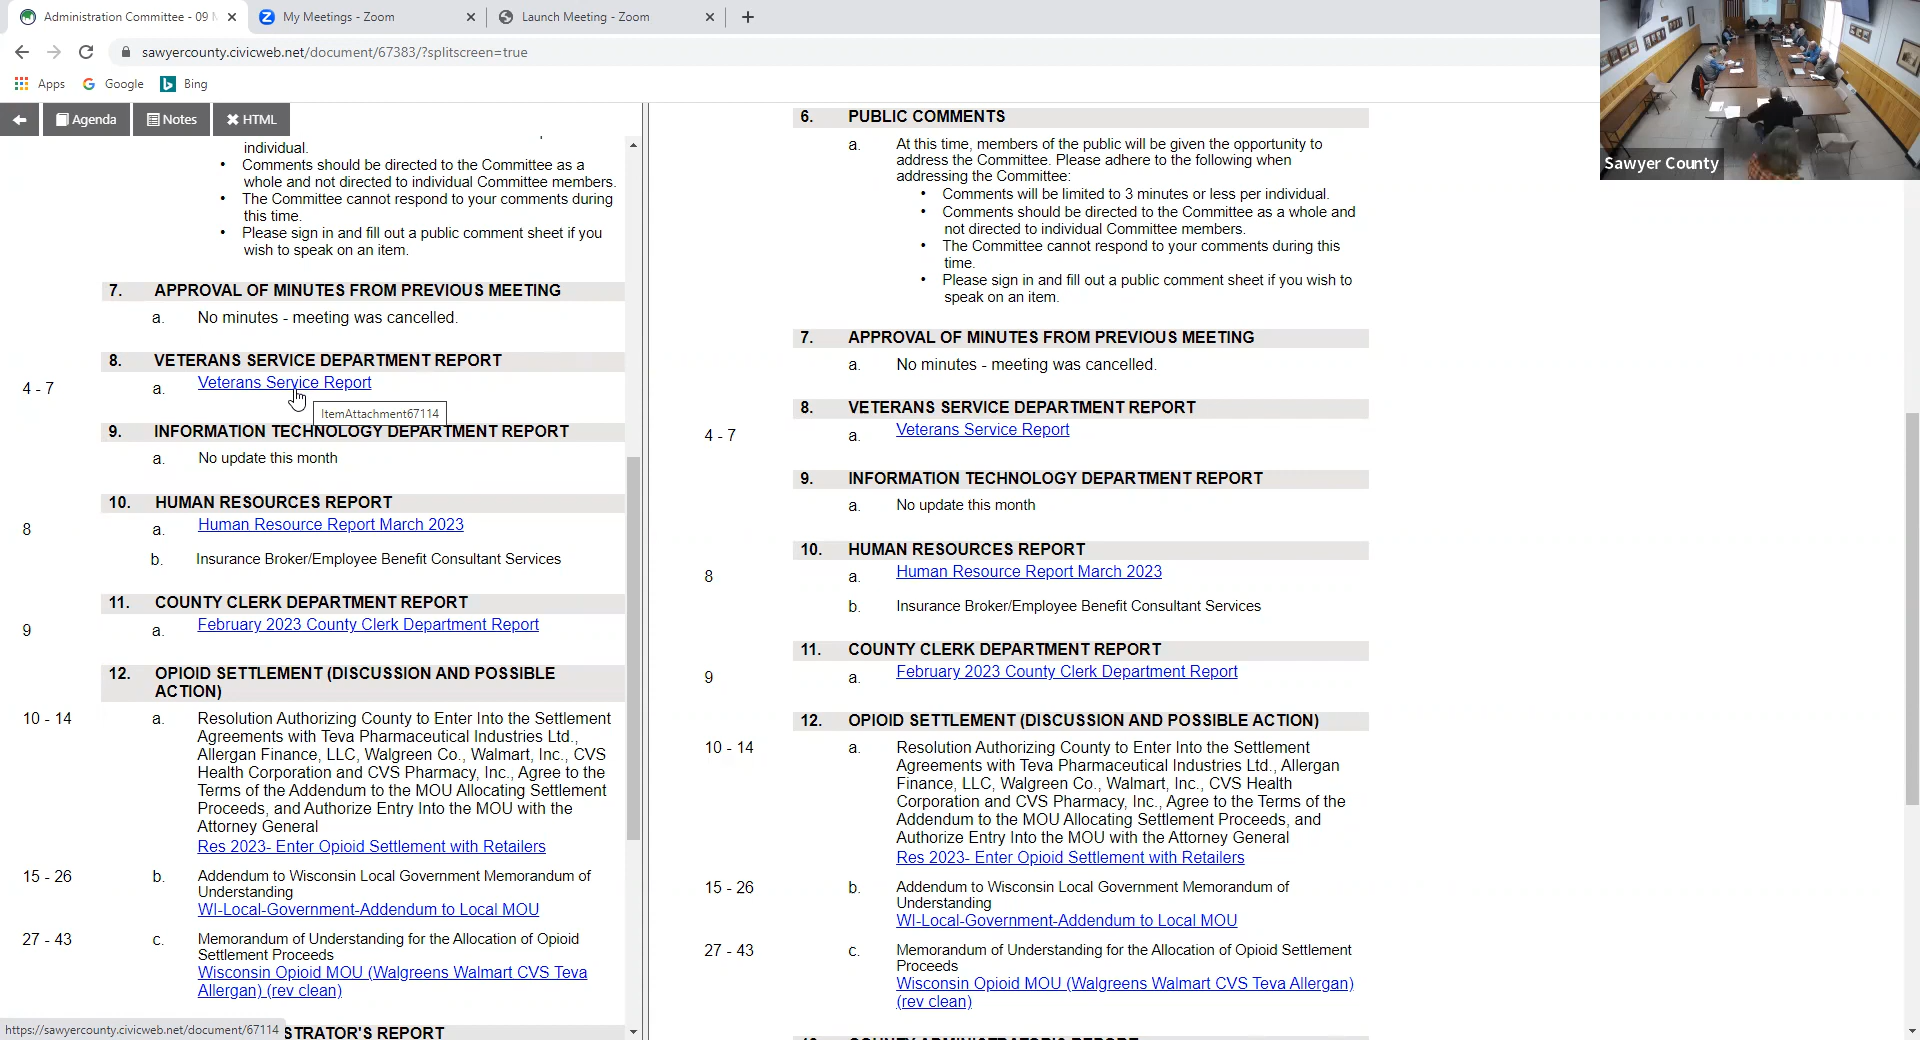 Administration Committee - 09 M
My Meetings - Zoom
Launch Meeting - Zoom
sawyercounty.civicweb.net/document/67383/?splitscreen=true
Apps
Google
Bing
Agenda
Notes
HTML
individual.
• Comments should be directed to the Committee as a
whole and not directed to individual Committee members.
• The Committee cannot respond to your comments during
this time.
• Please sign in and fill out a public comment sheet if you
wish to speak on an item.
7. APPROVAL OF MINUTES FROM PREVIOUS MEETING
a. No minutes - meeting was cancelled.
8. VETERANS SERVICE DEPARTMENT REPORT
4 - 7 a. Veterans Service Report
ItemAttachment67114
9. INFORMATION TECHNOLOGY DEPARTMENT REPORT
a. No update this month
10. HUMAN RESOURCES REPORT
8 a. Human Resource Report March 2023
b. Insurance Broker/Employee Benefit Consultant Services
11. COUNTY CLERK DEPARTMENT REPORT
9 a. February 2023 County Clerk Department Report
12. OPIOID SETTLEMENT (DISCUSSION AND POSSIBLE
ACTION)
10 - 14 a. Resolution Authorizing County to Enter Into the Settlement
Agreements with Teva Pharmaceutical Industries Ltd.,
Allergan Finance, LLC, Walgreen Co., Walmart, Inc., CVS
Health Corporation and CVS Pharmacy, Inc., Agree to the
Terms of the Addendum to the MOU Allocating Settlement
Proceeds, and Authorize Entry Into the MOU with the
Attorney General
Res 2023- Enter Opioid Settlement with Retailers
15 - 26 b. Addendum to Wisconsin Local Government Memorandum of
Understanding
WI-Local-Government-Addendum to Local MOU
27 - 43 c. Memorandum of Understanding for the Allocation of Opioid
Settlement Proceeds
Wisconsin Opioid MOU (Walgreens Walmart CVS Teva
Allergan) (rev clean)
STRATOR'S REPORT
https://sawyercounty.civicweb.net/document/67114
6. PUBLIC COMMENTS
a. At this time, members of the public will be given the opportunity to
address the Committee. Please adhere to the following when
addressing the Committee:
• Comments will be limited to 3 minutes or less per individual.
• Comments should be directed to the Committee as a whole and
not directed to individual Committee members.
• The Committee cannot respond to your comments during this
time.
• Please sign in and fill out a public comment sheet if you wish to
speak on an item.
7. APPROVAL OF MINUTES FROM PREVIOUS MEETING
a. No minutes - meeting was cancelled.
8. VETERANS SERVICE DEPARTMENT REPORT
4 - 7 a. Veterans Service Report
9. INFORMATION TECHNOLOGY DEPARTMENT REPORT
a. No update this month
10. HUMAN RESOURCES REPORT
8 a. Human Resource Report March 2023
b. Insurance Broker/Employee Benefit Consultant Services
11. COUNTY CLERK DEPARTMENT REPORT
9 a. February 2023 County Clerk Department Report
12. OPIOID SETTLEMENT (DISCUSSION AND POSSIBLE ACTION)
10 - 14 a. Resolution Authorizing County to Enter Into the Settlement
Agreements with Teva Pharmaceutical Industries Ltd., Allergan
Finance, LLC, Walgreen Co., Walmart, Inc., CVS Health
Corporation and CVS Pharmacy, Inc., Agree to the Terms of the
Addendum to the MOU Allocating Settlement Proceeds, and
Authorize Entry Into the MOU with the Attorney General
Res 2023- Enter Opioid Settlement with Retailers
15 - 26 b. Addendum to Wisconsin Local Government Memorandum of
Understanding
WI-Local-Government-Addendum to Local MOU
27 - 43 c. Memorandum of Understanding for the Allocation of Opioid Settlement
Proceeds
Wisconsin Opioid MOU (Walgreens Walmart CVS Teva Allergan)
(rev clean)
Sawyer County